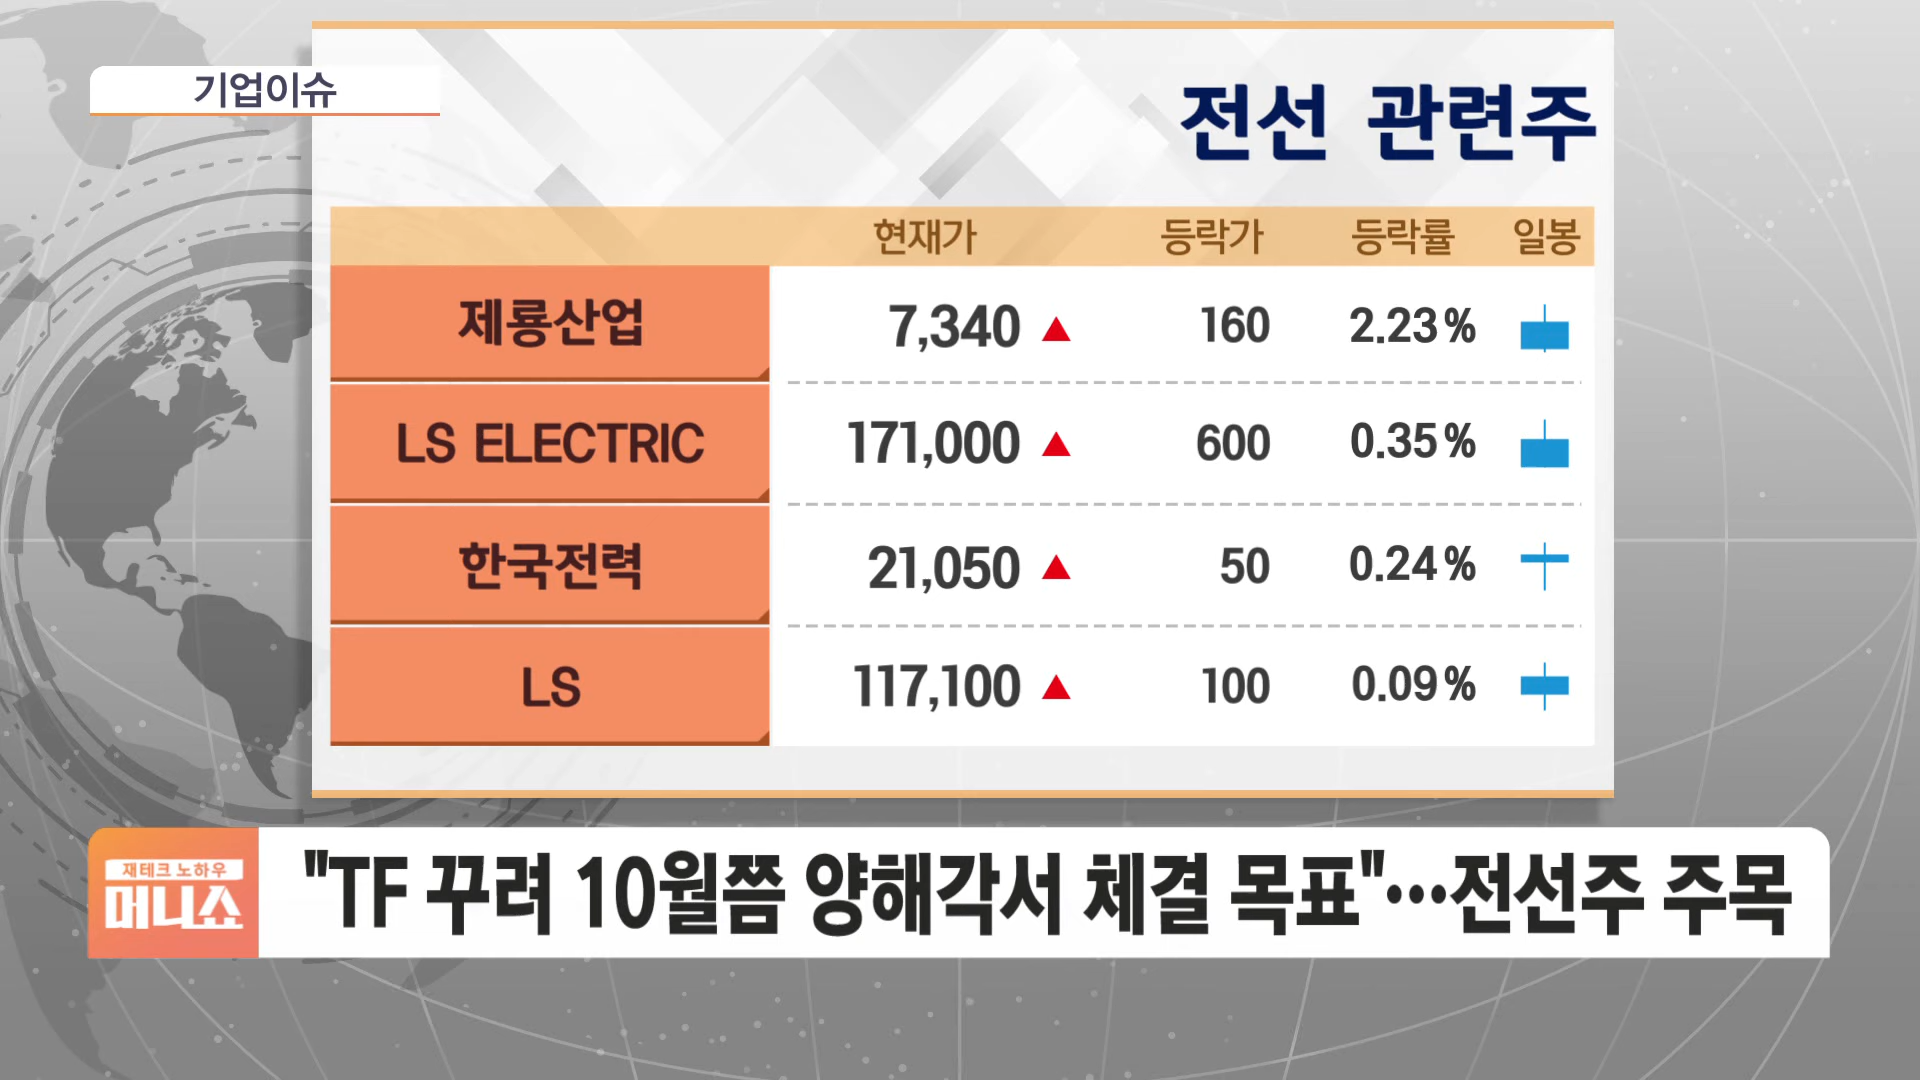 기업이슈
전선 관련주
현재가 등락가 등락률 일봉
제룡산업 7,340 ▲ 160 2.23%
LS ELECTRIC 171,000 ▲ 600 0.35%
한국전력 21,050 ▲ 50 0.24%
LS 117,100 ▲ 100 0.09%
재테크 노하우
머니쇼
"TF 꾸려 10월쯤 양해각서 체결 목표"…전선주 주목